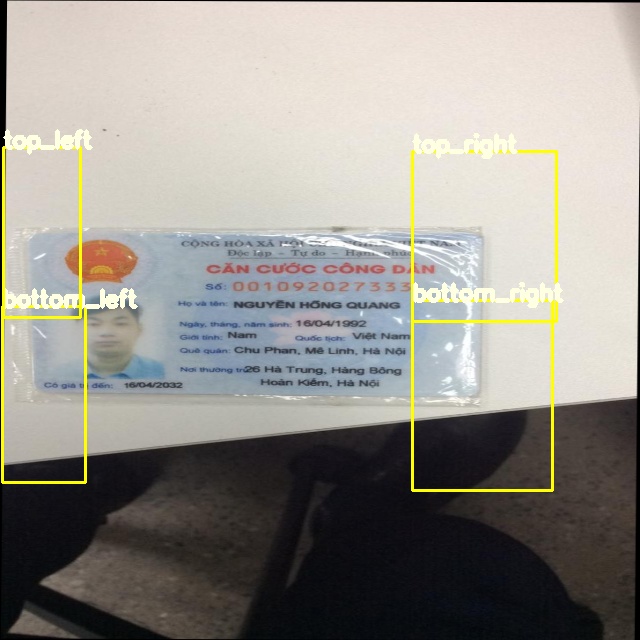 top_left
top_right
CỘNG HÒA XÃ HỘI VIỆT NAM
Độc lập - Tự do - Hạnh phúc
CĂN CƯỚC CÔNG DÂN
Số: 001092027333
bottom_left
bottom_right
Họ và tên: NGUYỄN HỒNG QUANG
Ngày, tháng, năm sinh: 16/04/1992
Giới tính: Nam Quốc tịch: Việt Nam
Quê quán: Chu Phan, Mê Linh, Hà Nội
Nơi thường trú: 26 Hà Trung, Hàng Bông
Hoàn Kiếm, Hà Nội
Có giá trị đến: 16/04/2032